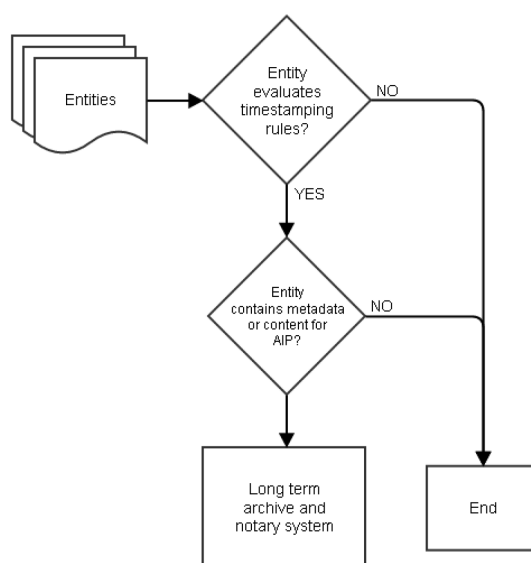 Entities
Entity
evaluates
timestamping
rules?
NO
YES
Entity
contains metadata
or content for
AIP?
NO
Long term
archive and
notary system
End